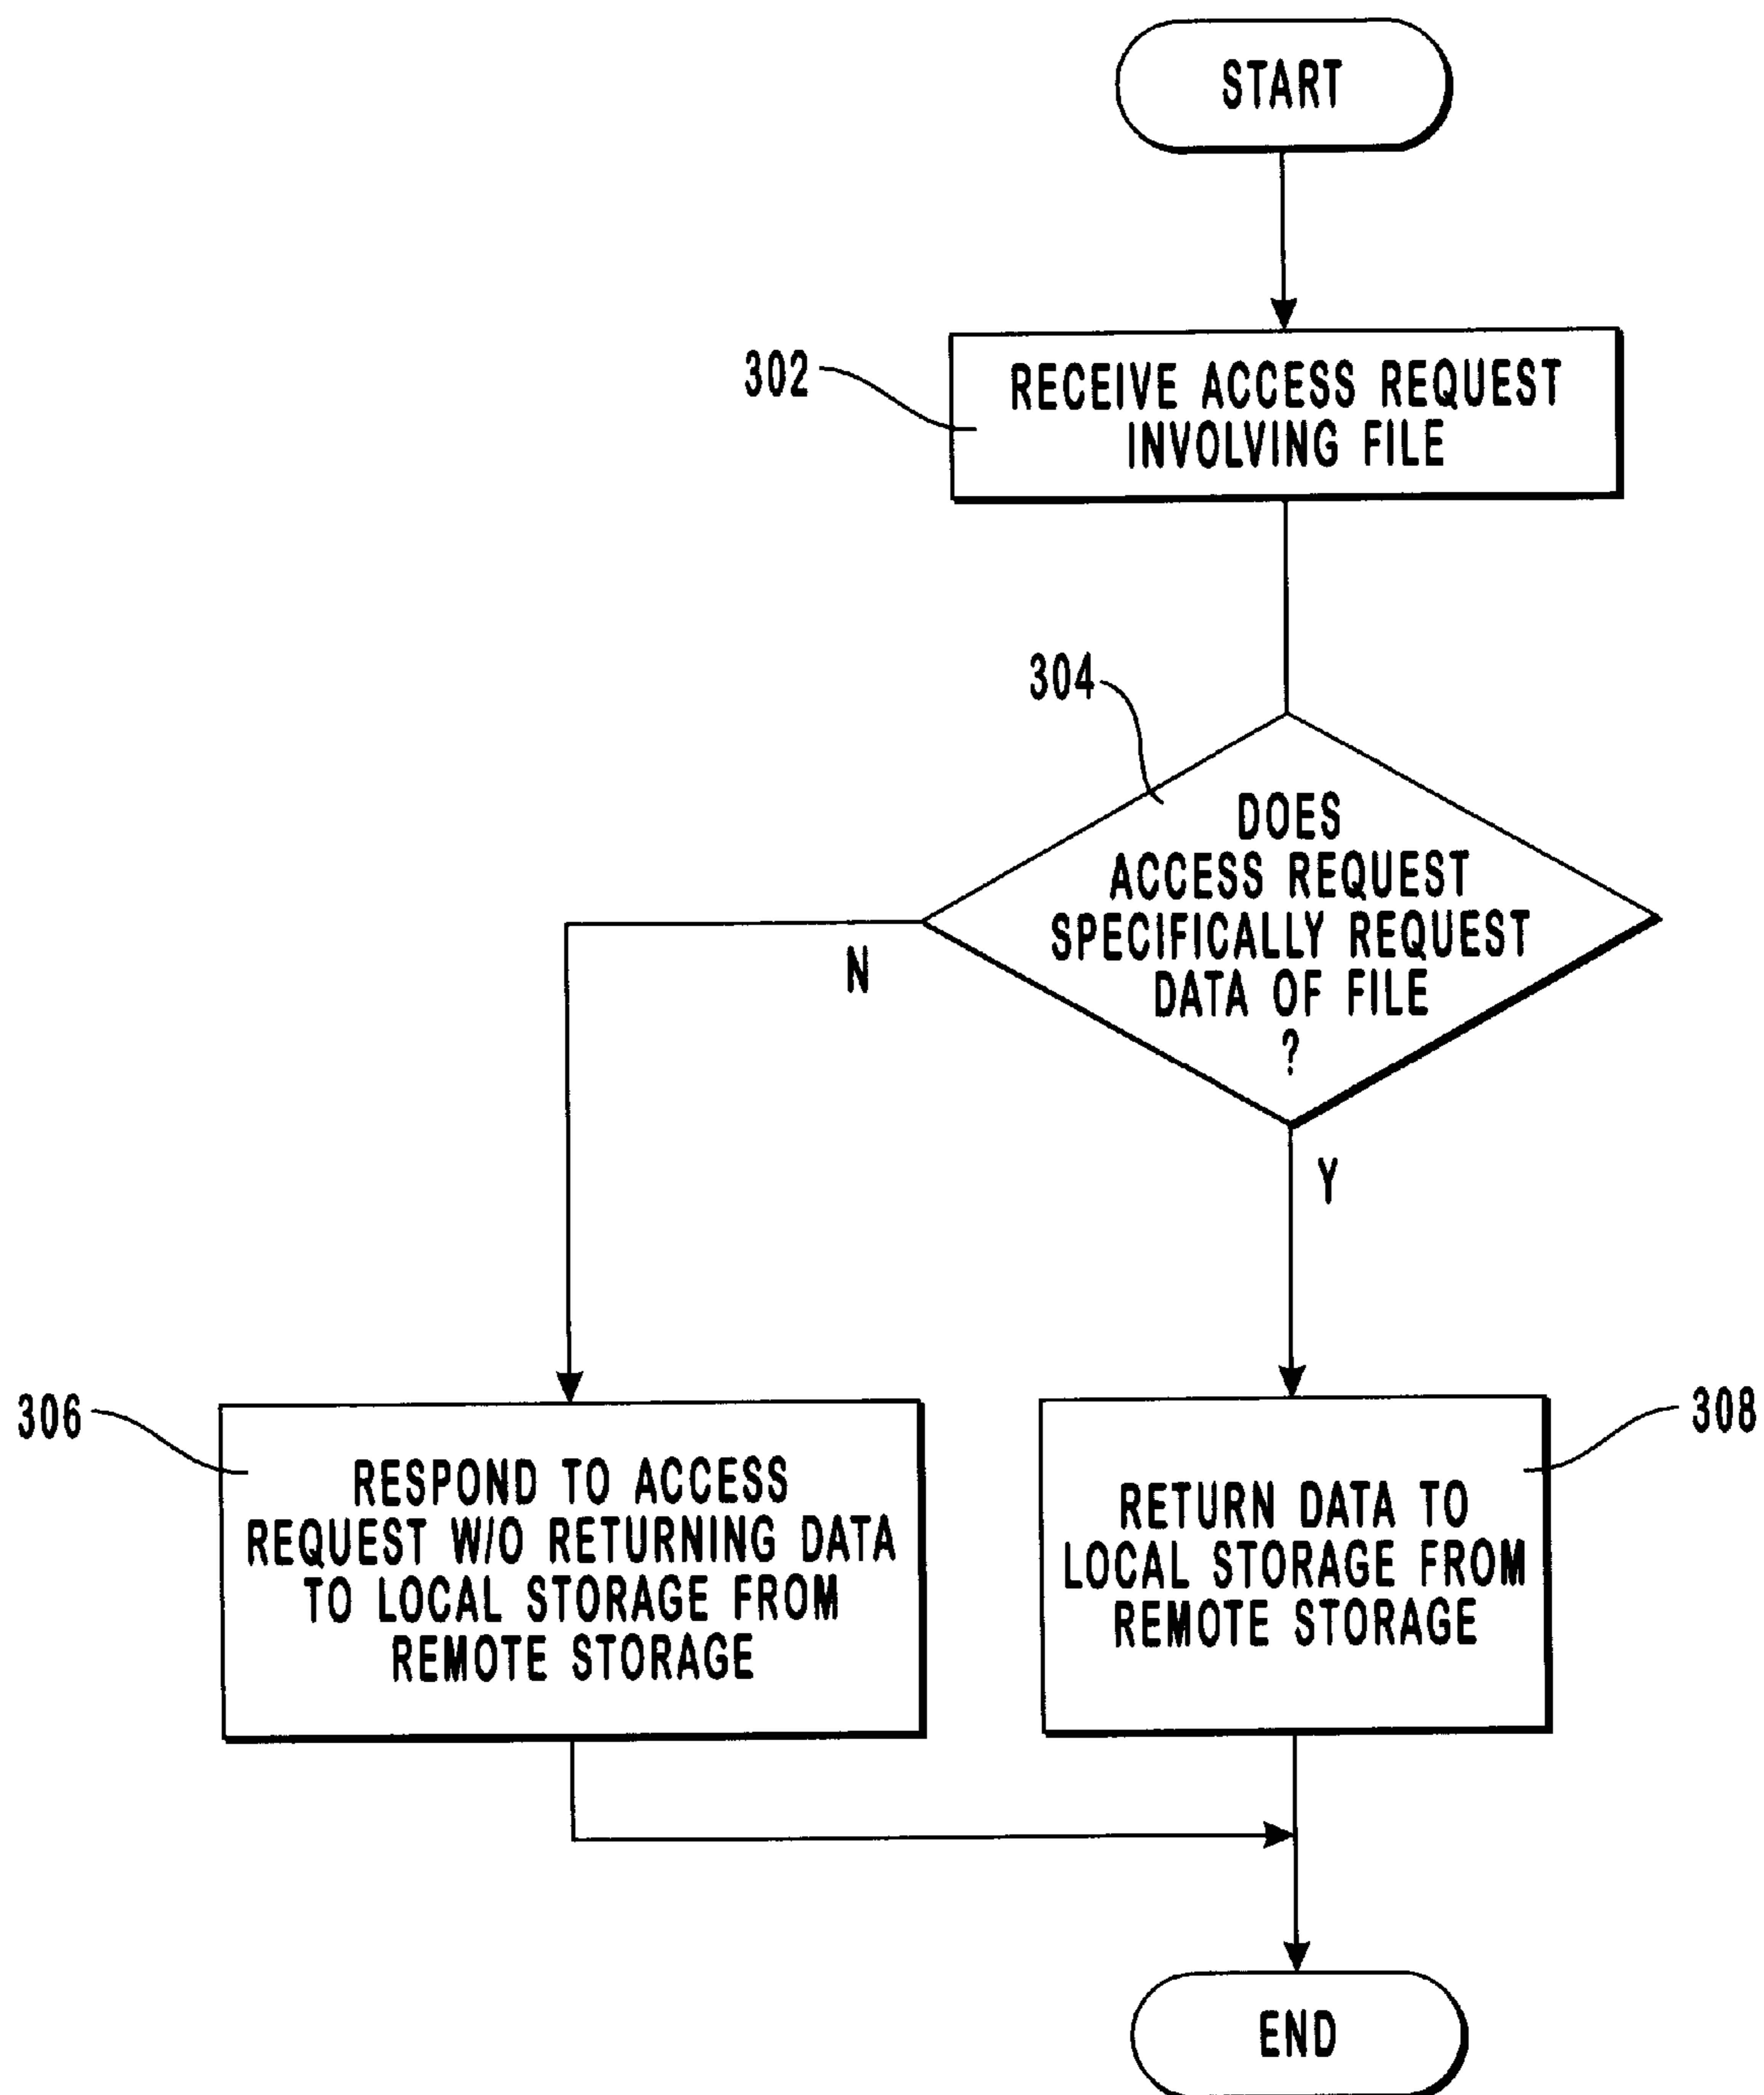 START
302
RECEIVE ACCESS REQUEST
INVOLVING FILE
304
DOES
ACCESS REQUEST
SPECIFICALLY REQUEST
DATA OF FILE
?
N
Y
306
RESPOND TO ACCESS
REQUEST W/O RETURNING DATA
TO LOCAL STORAGE FROM
REMOTE STORAGE
308
RETURN DATA TO
LOCAL STORAGE FROM
REMOTE STORAGE
END